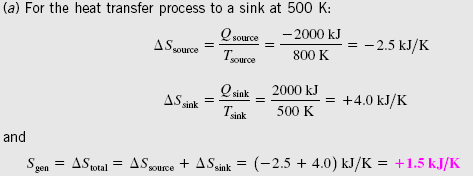 (a) For the heat transfer process to a sink at 500 K:
ΔS_source = Q_source / T_source = −2000 kJ / 800 K = −2.5 kJ/K
ΔS_sink = Q_sink / T_sink = 2000 kJ / 500 K = +4.0 kJ/K
and
S_gen = ΔS_total = ΔS_source + ΔS_sink = (−2.5 + 4.0) kJ/K = +1.5 kJ/K